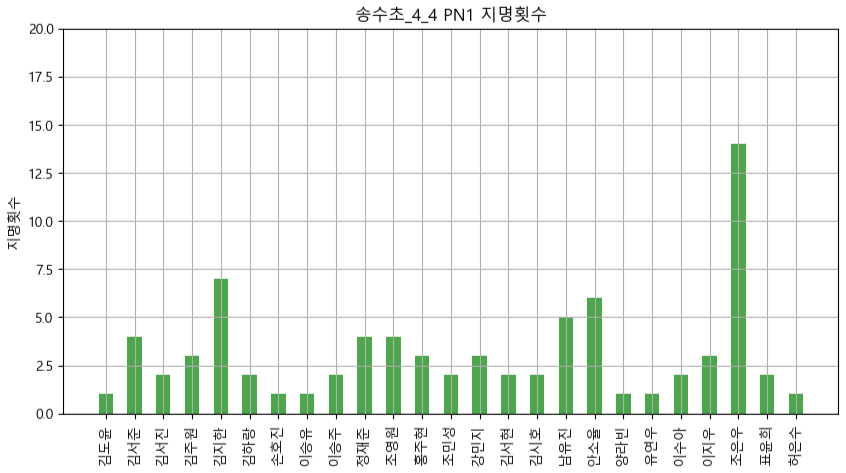 송수초_4_4 PN1 지명횟수
지명횟수
20.0
17.5
15.0
12.5
10.0
7.5
5.0
2.5
0.0
김도윤
김서준
김서진
김주원
김지한
김하랑
손호진
이승유
이승주
정재준
조영원
홍주현
조민성
강민지
김서현
김시호
남유진
안소율
양라빈
유연우
이수아
이지우
조은우
표윤희
허은수